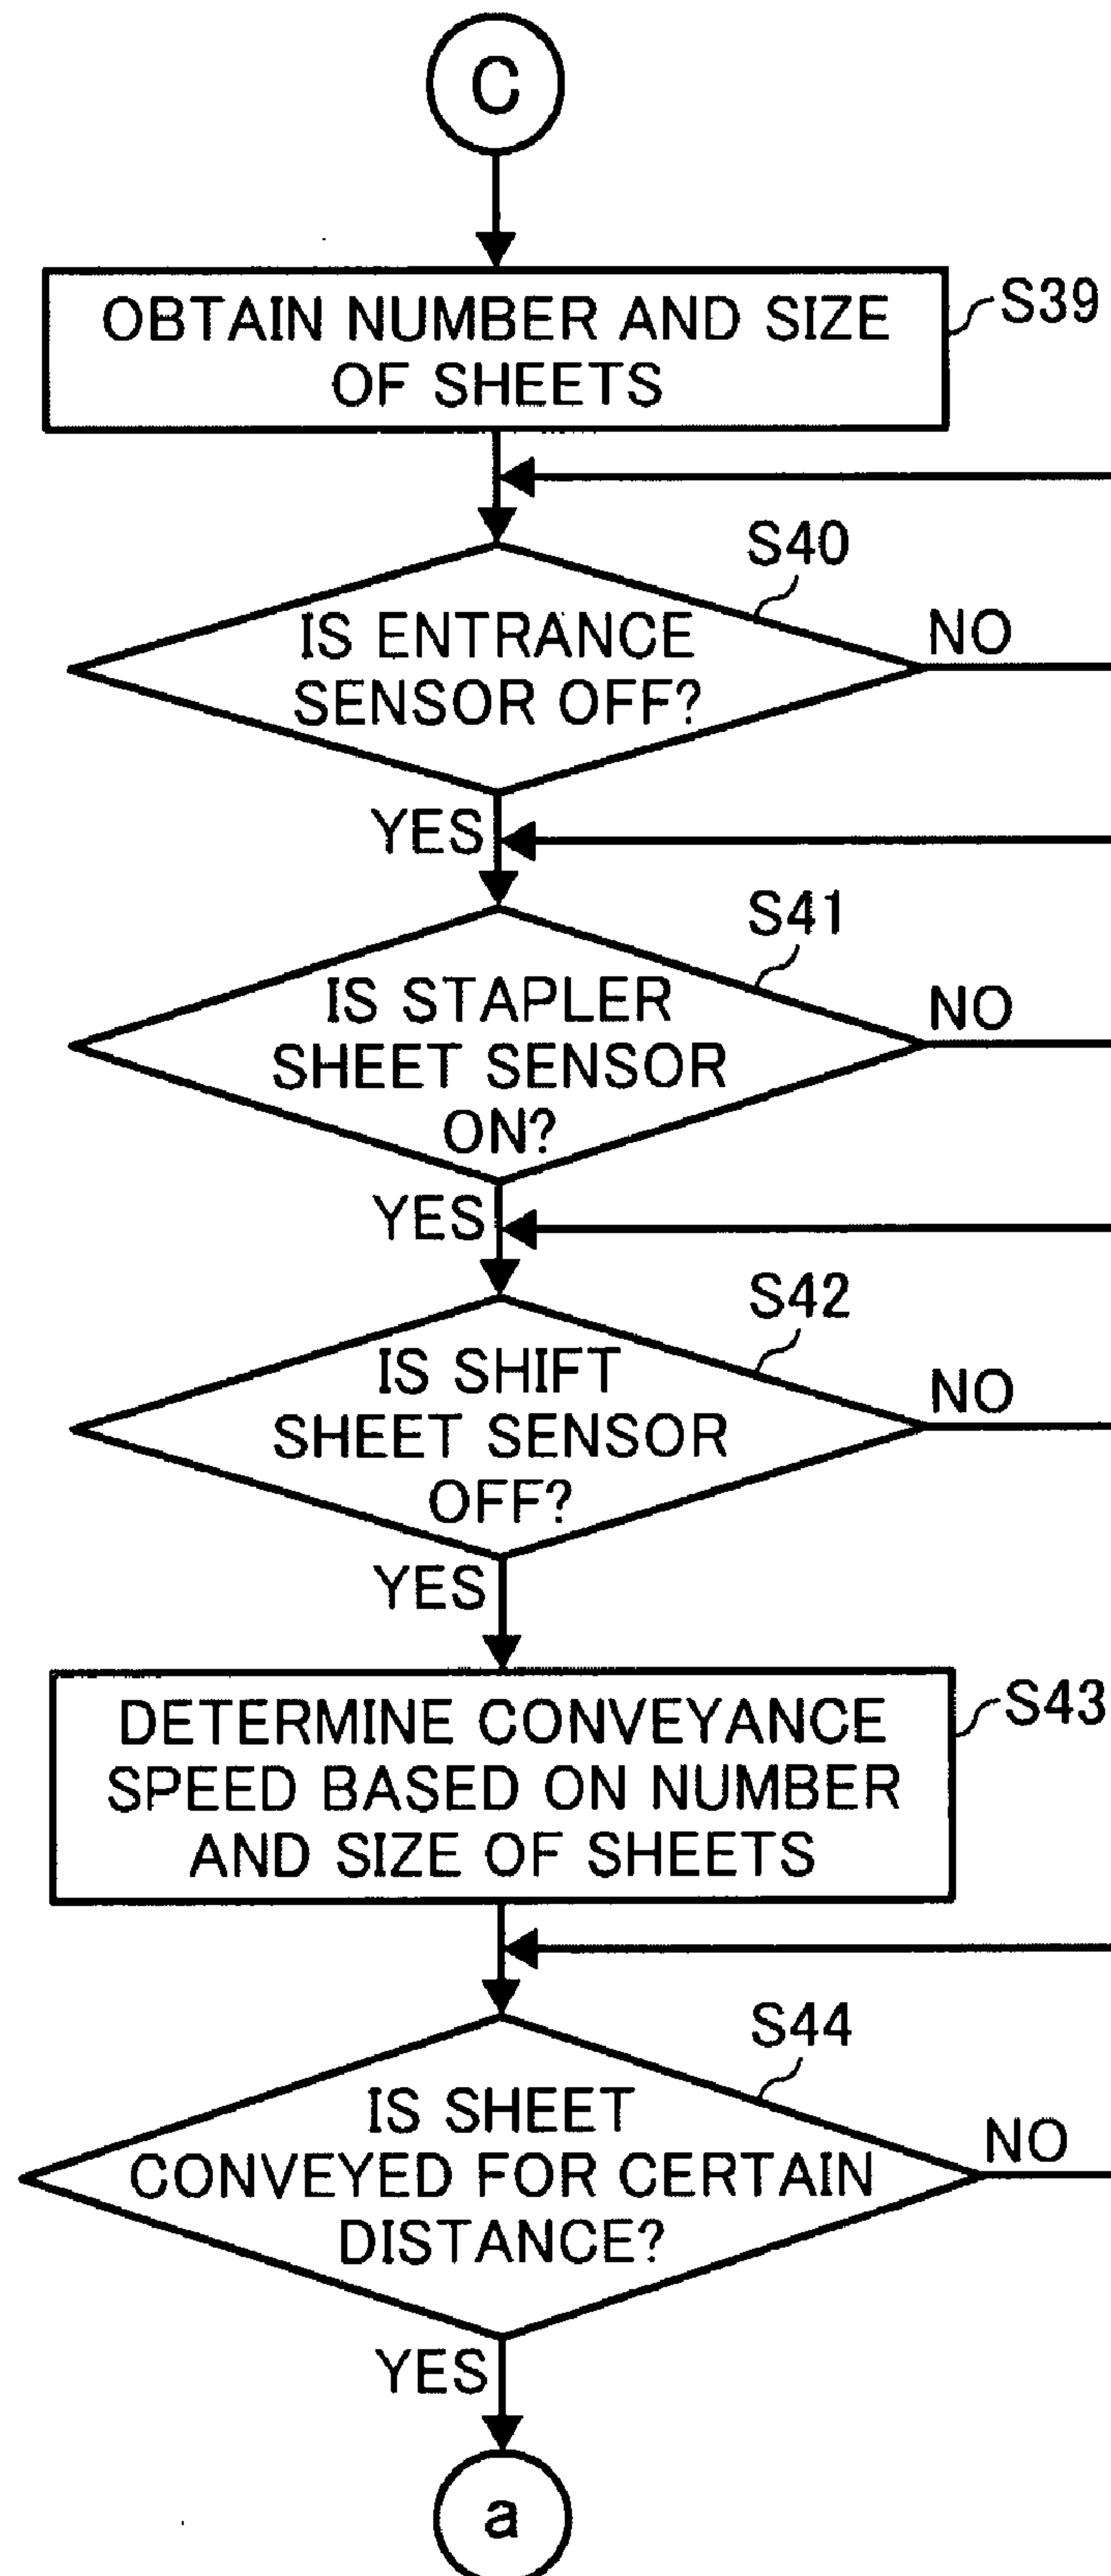 C
OBTAIN NUMBER AND SIZE
OF SHEETS
S39
S40
IS ENTRANCE
SENSOR OFF?
NO
YES
S41
IS STAPLER
SHEET SENSOR
ON?
NO
YES
S42
IS SHIFT
SHEET SENSOR
OFF?
NO
YES
DETERMINE CONVEYANCE
SPEED BASED ON NUMBER
AND SIZE OF SHEETS
S43
S44
IS SHEET
CONVEYED FOR CERTAIN
DISTANCE?
NO
YES
a